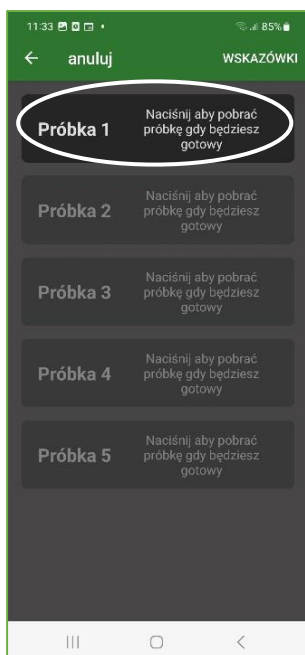 11:33 85%
anuluj WSKAZÓWKI
Próbka 1
Naciśnij aby pobrać
próbkę gdy będziesz
gotowy
Próbka 2
Naciśnij aby pobrać
próbkę gdy będziesz
gotowy
Próbka 3
Naciśnij aby pobrać
próbkę gdy będziesz
gotowy
Próbka 4
Naciśnij aby pobrać
próbkę gdy będziesz
gotowy
Próbka 5
Naciśnij aby pobrać
próbkę gdy będziesz
gotowy